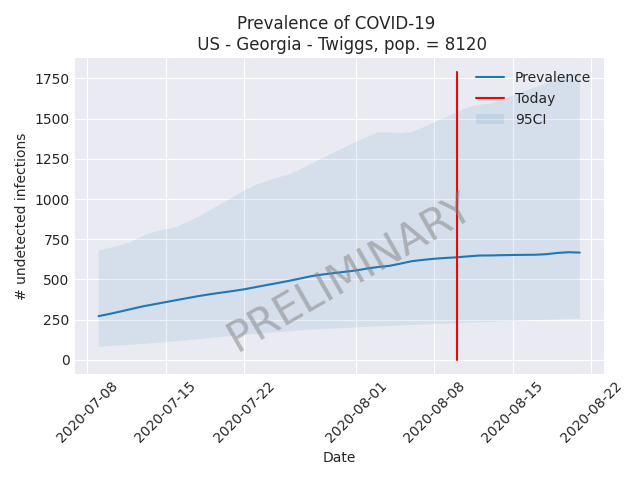 Prevalence of COVID-19
US - Georgia - Twiggs, pop. = 8120
# undetected infections
1750
1500
1250
1000
750
500
250
0
Prevalence
Today
95CI
PRELIMINARY
2020-07-08
2020-07-15
2020-07-22
2020-08-01
2020-08-08
2020-08-15
2020-08-22
Date